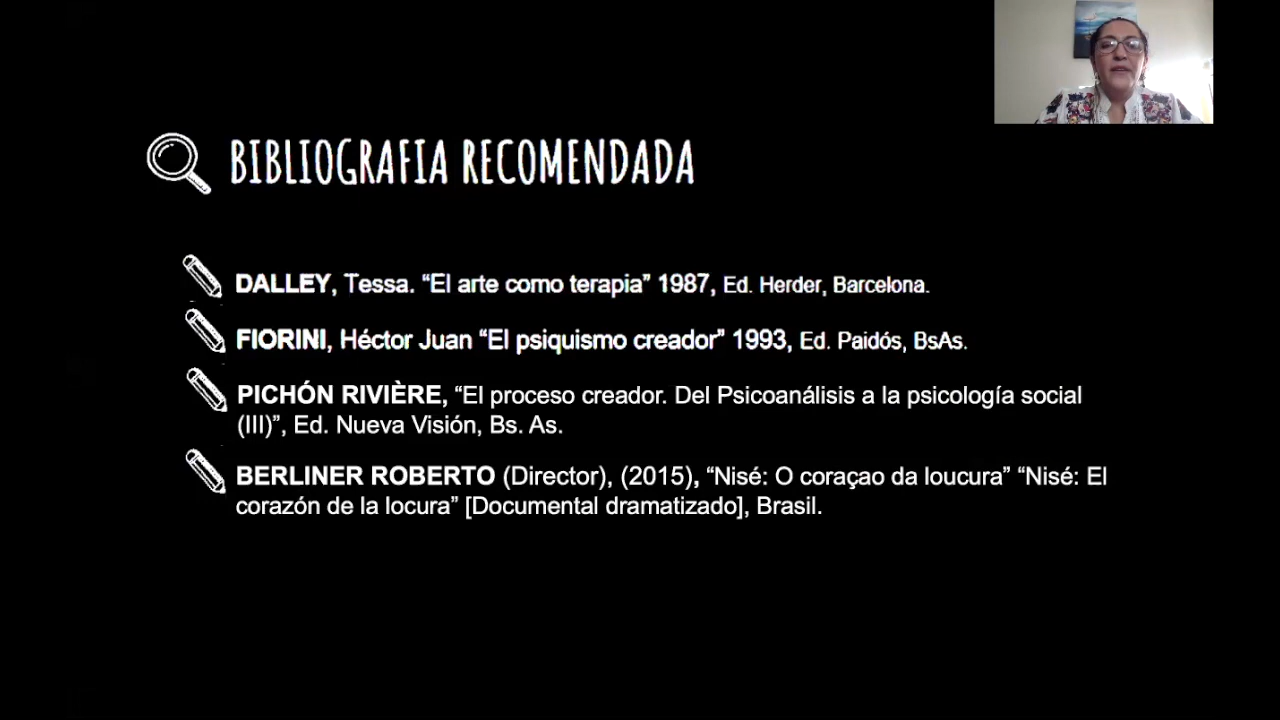 BIBLIOGRAFIA RECOMENDADA
DALLEY, Tessa. “El arte como terapia” 1987, Ed. Herder, Barcelona.
FIORINI, Héctor Juan “El psiquismo creador” 1993, Ed. Paidós, BsAs.
PICHÓN RIVIÈRE, “El proceso creador. Del Psicoanálisis a la psicología social
(III)”, Ed. Nueva Visión, Bs. As.
BERLINER ROBERTO (Director), (2015), “Nisé: O coraçao da loucura” “Nisé: El
corazón de la locura” [Documental dramatizado], Brasil.